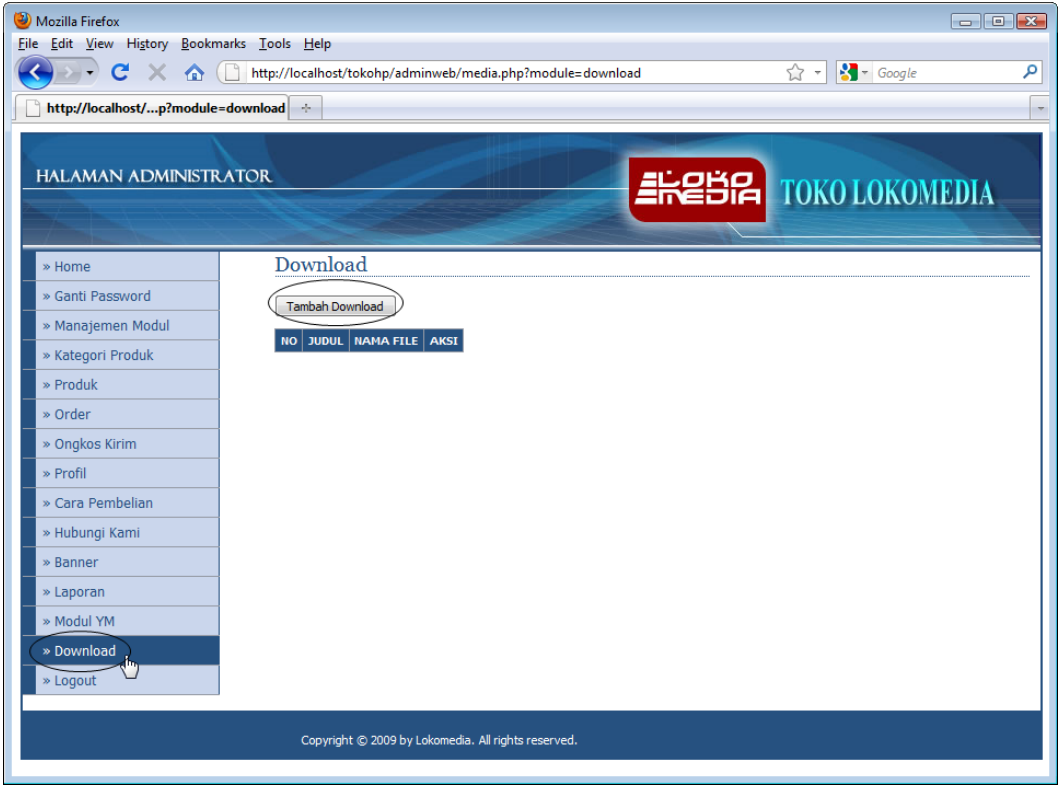 Mozilla Firefox
File Edit View History Bookmarks Tools Help
http://localhost/tokohp/adminweb/media.php?module=download
Google
http://localhost/...p?module=download
HALAMAN ADMINISTRATOR
LOKO
MEDIA
TOKO LOKOMEDIA
» Home
» Ganti Password
» Manajemen Modul
» Kategori Produk
» Produk
» Order
» Ongkos Kirim
» Profil
» Cara Pembelian
» Hubungi Kami
» Banner
» Laporan
» Modul YM
» Download
» Logout
Download
Tambah Download
NO JUDUL NAMA FILE AKSI
Copyright © 2009 by Lokomedia. All rights reserved.